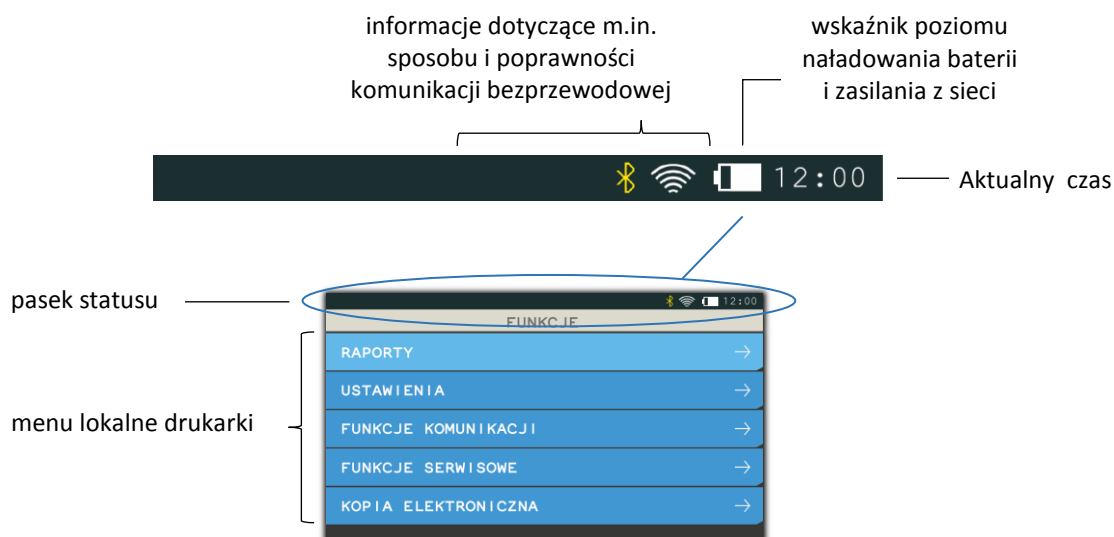 informacje dotyczące m.in.
sposobu i poprawności
komunikacji bezprzewodowej
wskaźnik poziomu
naładowania baterii
i zasilania z sieci
12:00
Aktualny czas
pasek statusu
12:00
FUNKCJE
menu lokalne drukarki
RAPORTY
USTAWIENIA
FUNKCJE KOMUNIKACJI
FUNKCJE SERWISOWE
KOPIA ELEKTRONICZNA